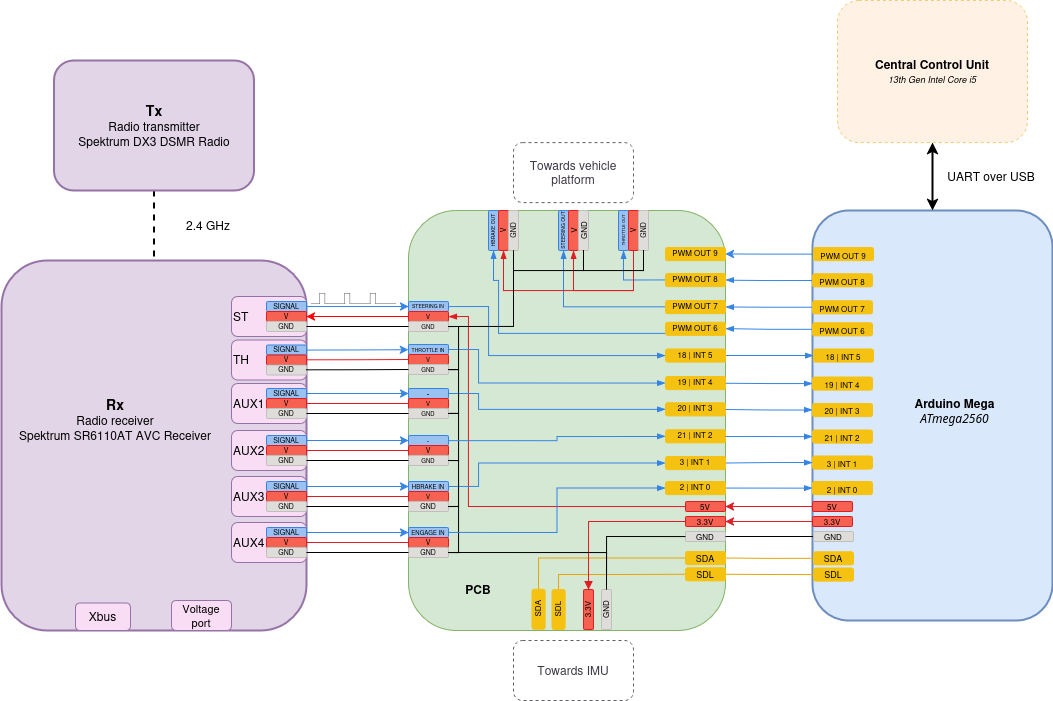 Central Control Unit
13th Gen Intel Core i5
UART over USB
Tx
Radio transmitter
Spektrum DX3 DSMR Radio
2.4 GHz
Rx
Radio receiver
Spektrum SR6110AT AVC Receiver
ST
SIGNAL
V
GND
TH
SIGNAL
V
GND
AUX1
SIGNAL
V
GND
AUX2
SIGNAL
V
GND
AUX3
SIGNAL
V
GND
AUX4
SIGNAL
V
GND
Xbus
Voltage
port
Towards vehicle
platform
HBRAKE OUT
V
GND
STEERING OUT
V
GND
THROTTLE OUT
V
GND
STEERING IN
V
GND
THROTTLE IN
V
GND
-
V
GND
-
V
GND
HBRAKE IN
V
GND
ENGAGE IN
V
GND
PWM OUT 9
PWM OUT 8
PWM OUT 7
PWM OUT 6
18 | INT 5
19 | INT 4
20 | INT 3
21 | INT 2
3 | INT 1
2 | INT 0
5V
3.3V
GND
SDA
SDL
PCB
SDA
SDL
3.3V
GND
Towards IMU
PWM OUT 9
PWM OUT 8
PWM OUT 7
PWM OUT 6
18 | INT 5
19 | INT 4
20 | INT 3
21 | INT 2
3 | INT 1
2 | INT 0
5V
3.3V
GND
SDA
SDL
Arduino Mega
ATmega2560